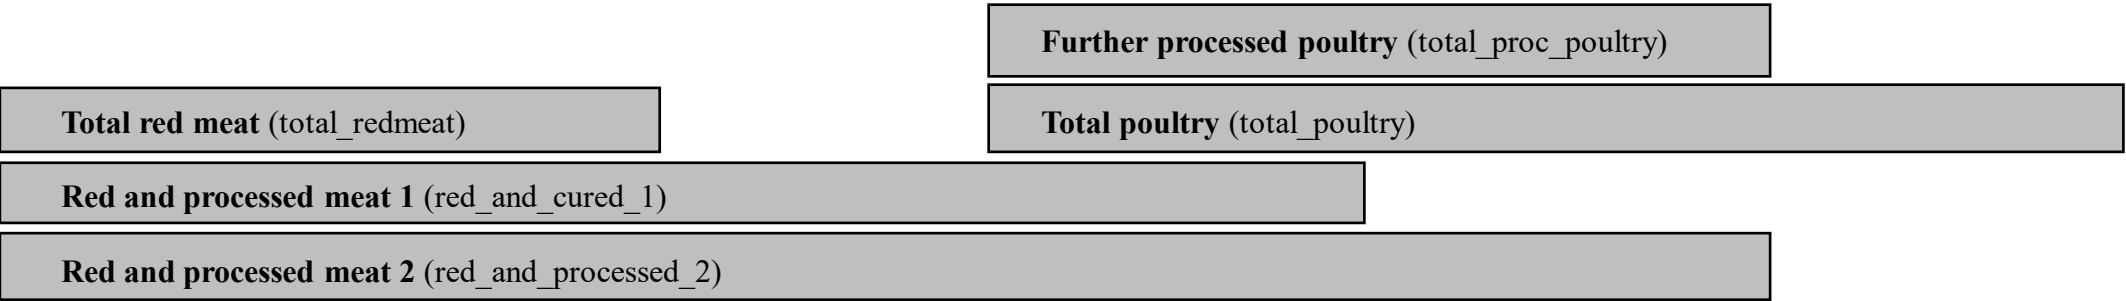 Further processed poultry (total_proc_poultry)
Total red meat (total_redmeat)
Total poultry (total_poultry)
Red and processed meat 1 (red_and_cured_1)
Red and processed meat 2 (red_and_processed_2)